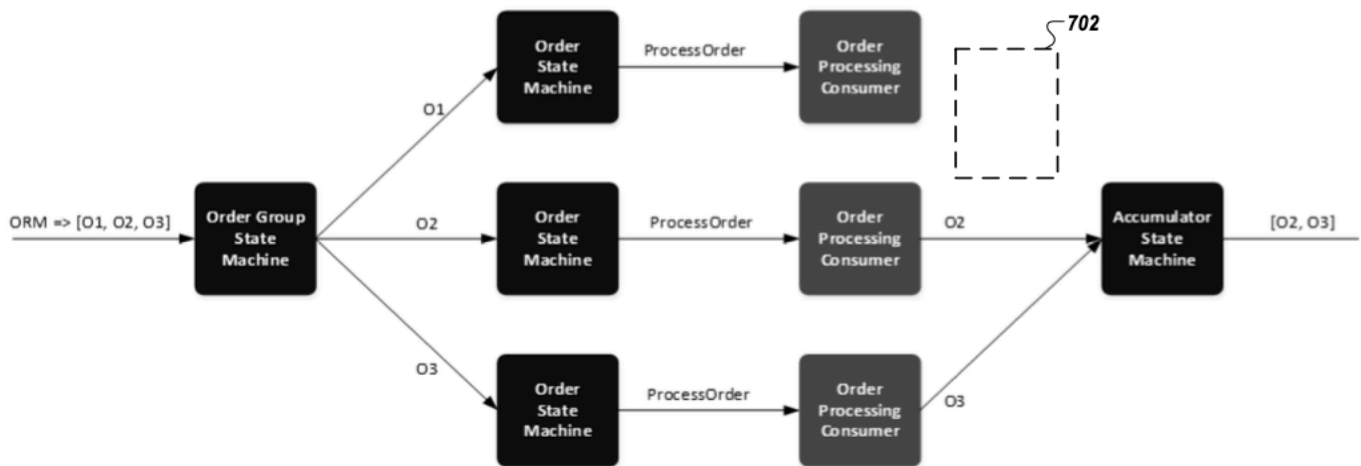 702
Order
State
Machine
ProcessOrder
Order
Processing
Consumer
O1
ORM => [O1, O2, O3]
Order Group
State
Machine
O2
Order
State
Machine
ProcessOrder
Order
Processing
Consumer
O2
Accumulator
State
Machine
[O2, O3]
O3
Order
State
Machine
ProcessOrder
Order
Processing
Consumer
O3